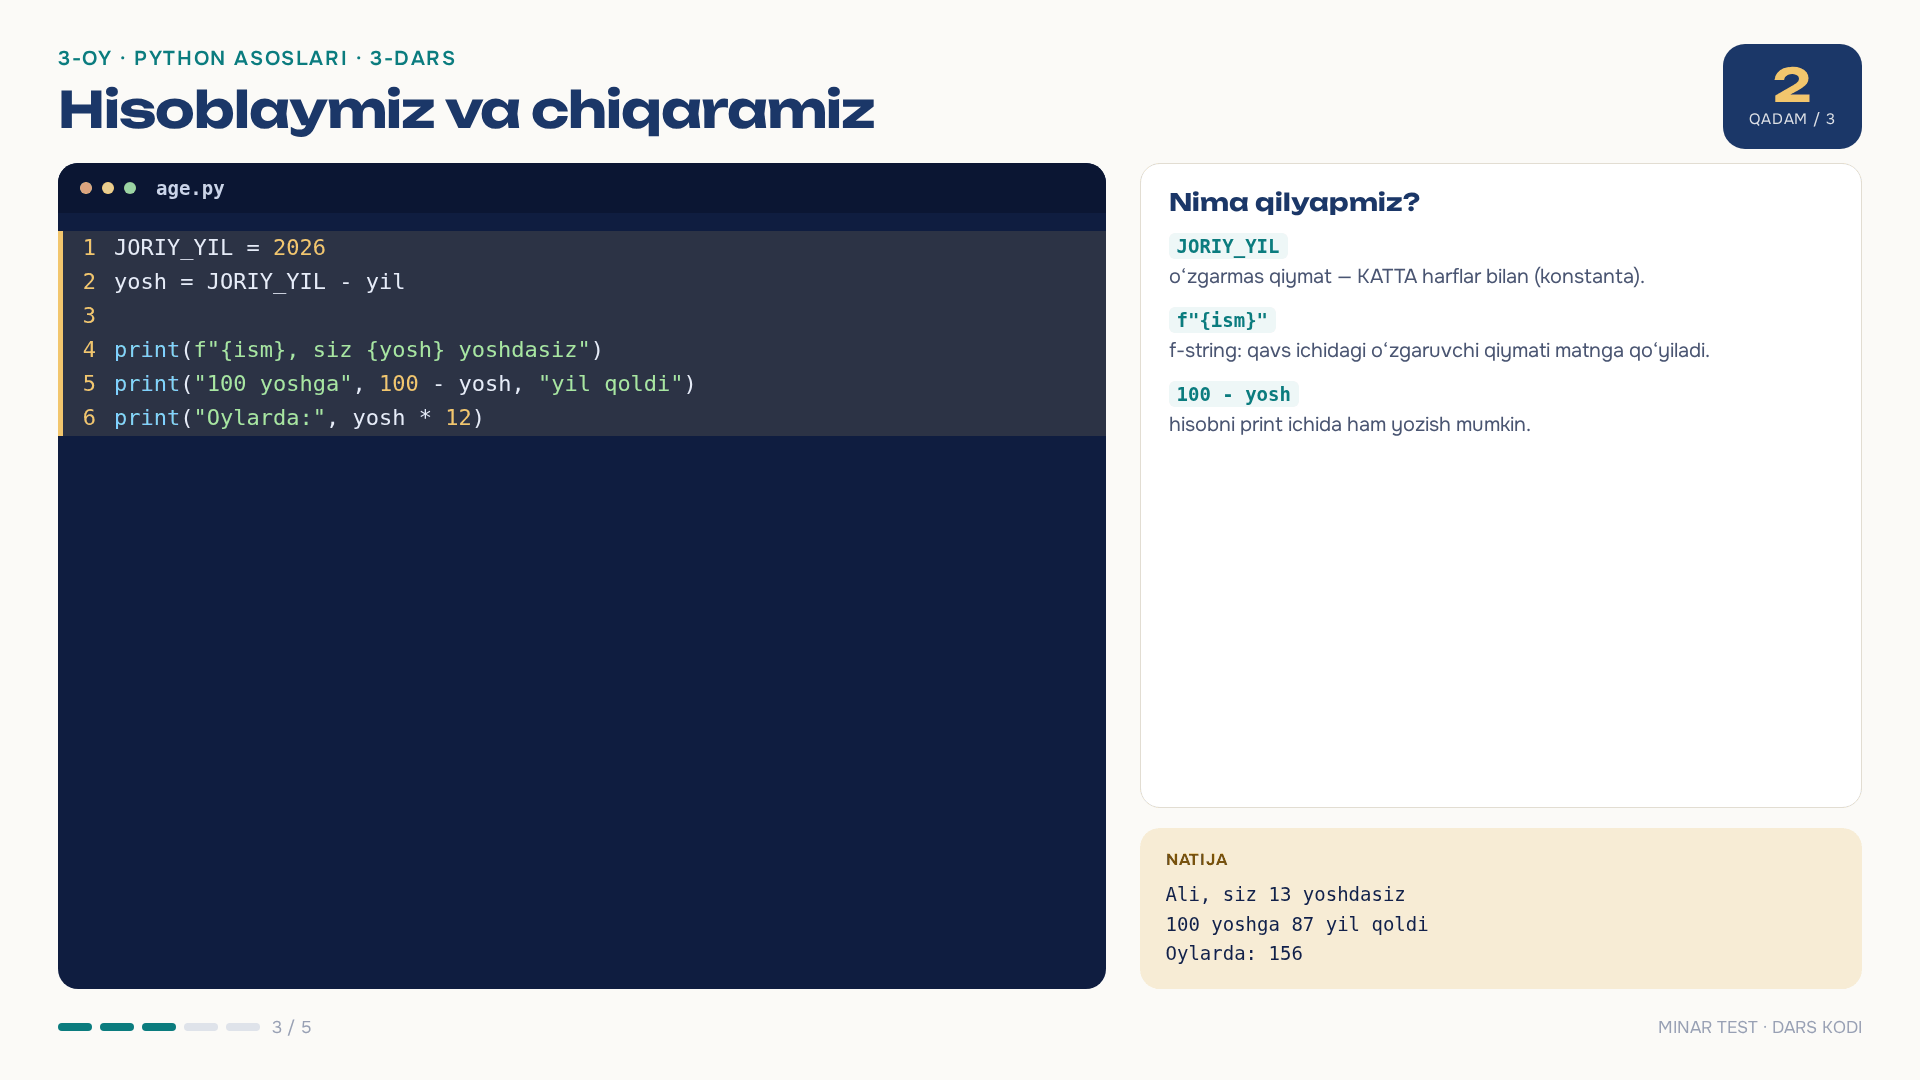 3-OY · PYTHON ASOSLARI · 3-DARS
Hisoblaymiz va chiqaramiz
2
QADAM / 3
age.py
1 JORIY_YIL = 2026
2 yosh = JORIY_YIL - yil
3
4 print(f"{ism}, siz {yosh} yoshdasiz")
5 print("100 yoshga", 100 - yosh, "yil qoldi")
6 print("Oylarda:", yosh * 12)
Nima qilyapmiz?
JORIY_YIL
oʻzgarmas qiymat — KATTA harflar bilan (konstanta).
f"{ism}"
f-string: qavs ichidagi oʻzgaruvchi qiymati matnga qoʻyiladi.
100 - yosh
hisobni print ichida ham yozish mumkin.
NATIJA
Ali, siz 13 yoshdasiz
100 yoshga 87 yil qoldi
Oylarda: 156
3 / 5
MINAR TEST · DARS KODI